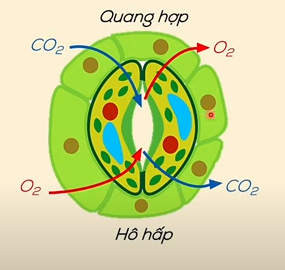 Quang hợp
CO₂ O₂
O₂ CO₂
Hô hấp